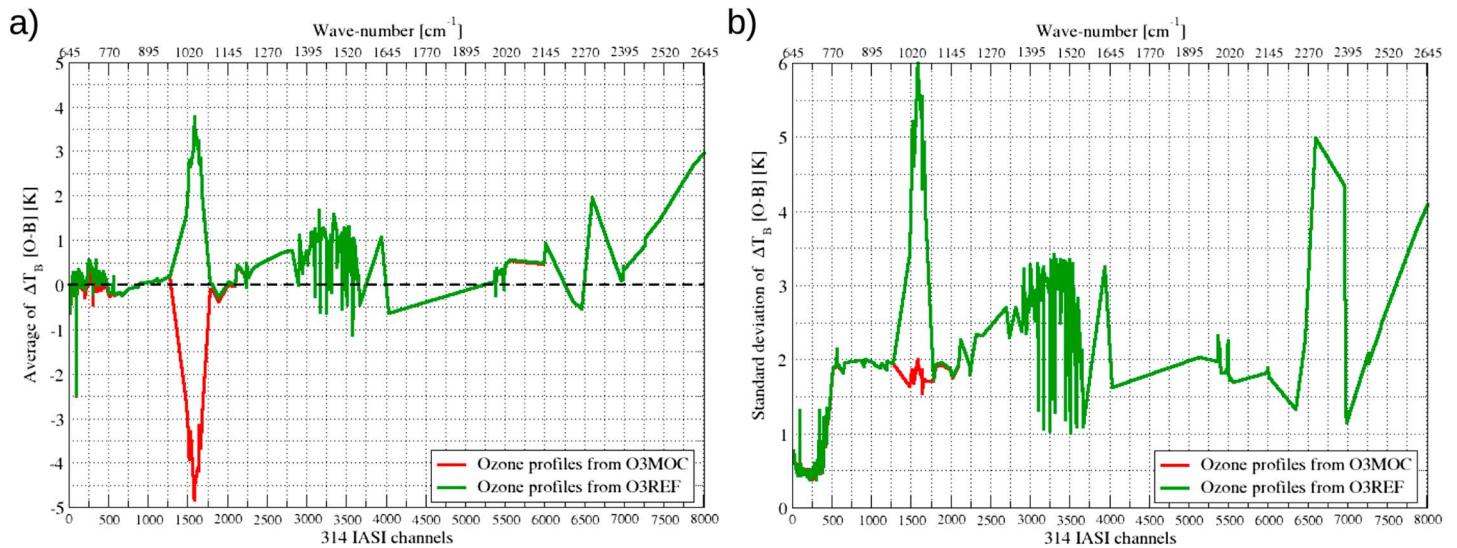 a)
Wave-number [cm-1]
645 770 895 1020 1145 1270 1395 1520 1645 1770 1895 2020 2145 2270 2395 2520 2645
5
4
3
2
1
0
-1
-2
-3
-4
-5
Average of ΔTB [O-B] [K]
Ozone profiles from O3MOC
Ozone profiles from O3REF
0 500 1000 1500 2000 2500 3000 3500 4000 4500 5000 5500 6000 6500 7000 7500 8000
314 IASI channels
b)
Wave-number [cm-1]
645 770 895 1020 1145 1270 1395 1520 1645 1770 1895 2020 2145 2270 2395 2520 2645
6
5
4
3
2
1
0
Standard deviation of ΔTB [O-B] [K]
Ozone profiles from O3MOC
Ozone profiles from O3REF
0 500 1000 1500 2000 2500 3000 3500 4000 4500 5000 5500 6000 6500 7000 7500 8000
314 IASI channels